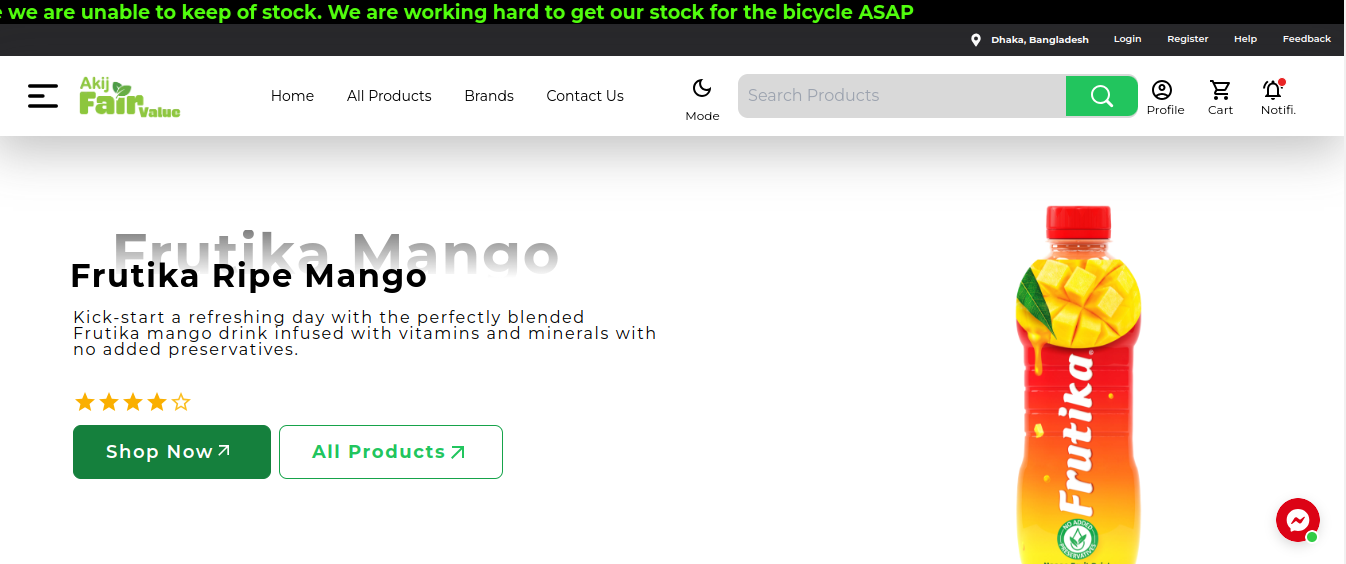 we are unable to keep of stock. We are working hard to get our stock for the bicycle ASAP
Dhaka, Bangladesh Login Register Help Feedback
Akij
Fair
Value
Home All Products Brands Contact Us
Mode
Search Products
Profile Cart Notifi.
Frutika Mango
Frutika Ripe Mango
Kick-start a refreshing day with the perfectly blended
Frutika mango drink infused with vitamins and minerals with
no added preservatives.
Shop Now
All Products
Frutika
NO ADDED
PRESERVATIVES